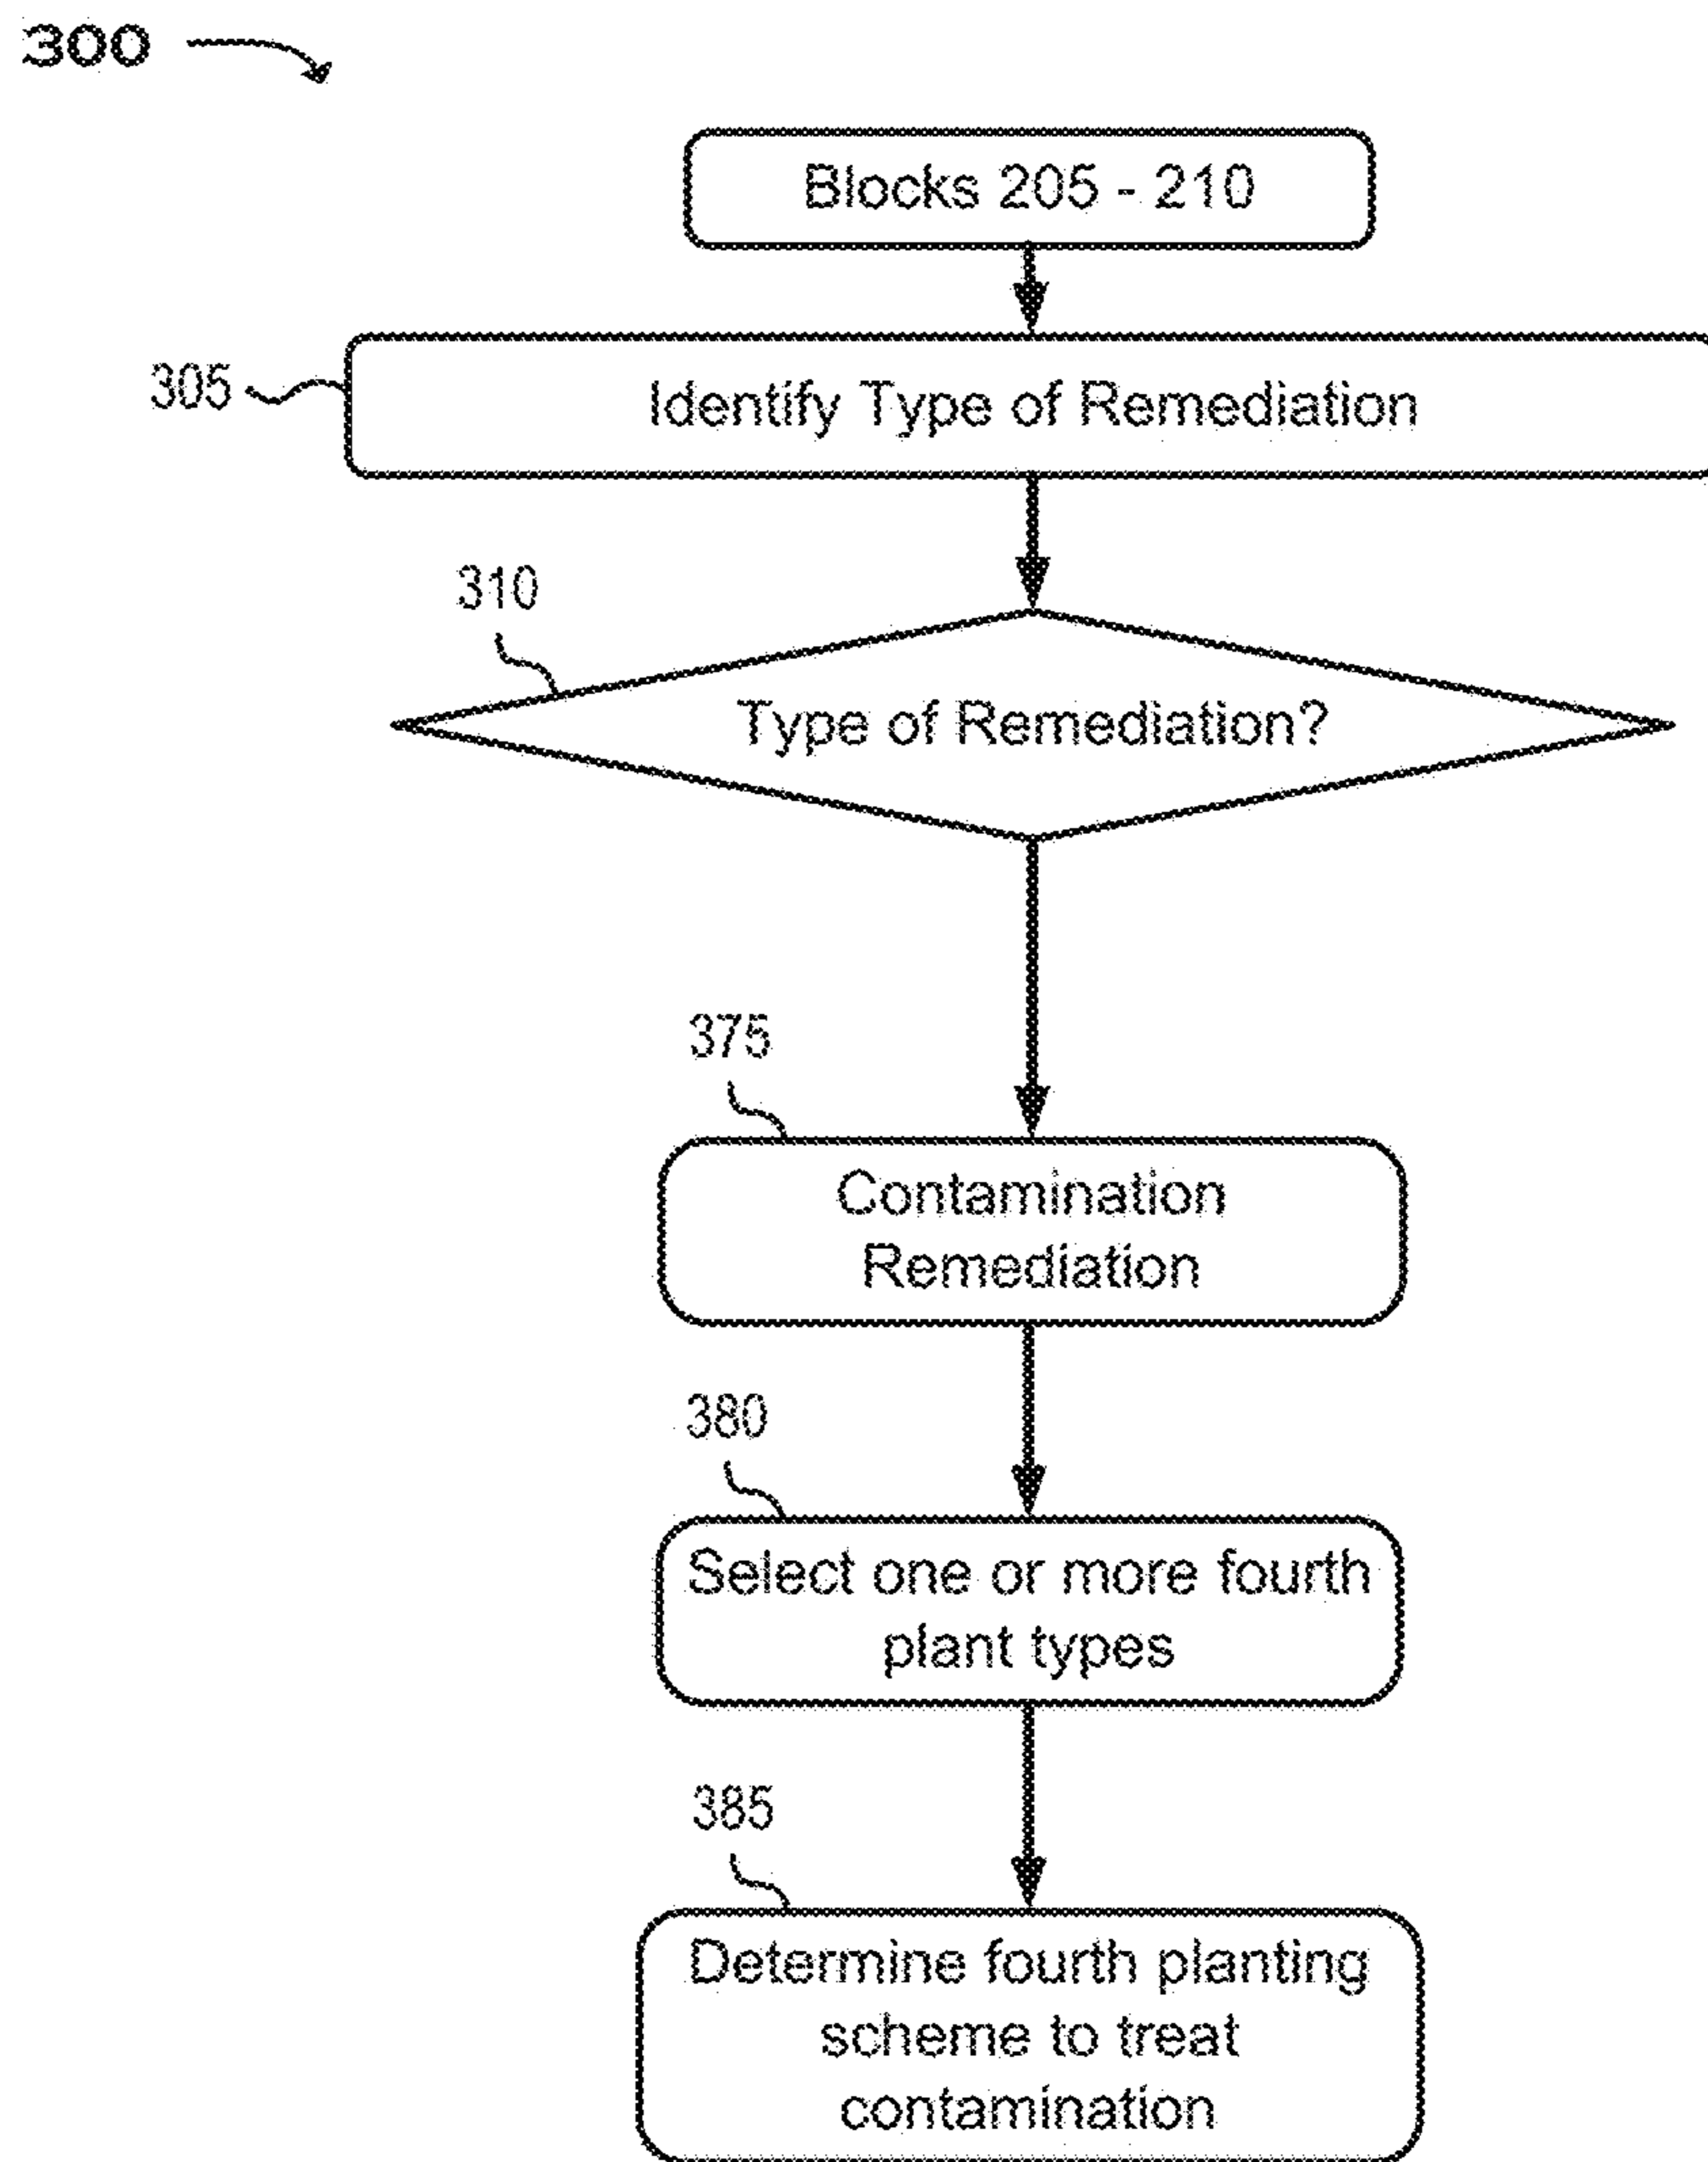 300
Blocks 205 - 210
305
Identify Type of Remediation
310
Type of Remediation?
375
Contamination
Remediation
380
Select one or more fourth
plant types
385
Determine fourth planting
scheme to treat
contamination